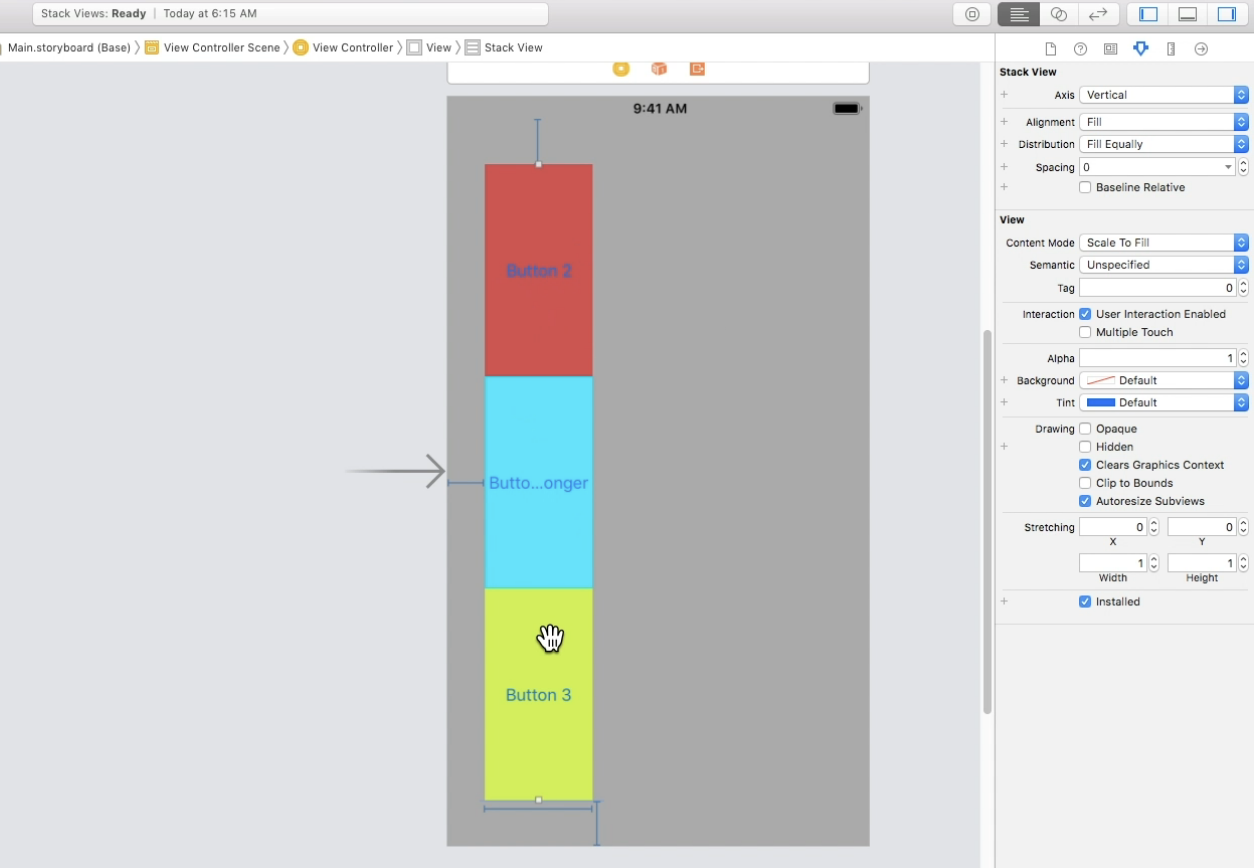 Stack Views: Ready | Today at 6:15 AM
Main.storyboard (Base) View Controller Scene View Controller View Stack View
9:41 AM
Button 2
Butto...onger
Button 3
Stack View
Axis Vertical
Alignment Fill
Distribution Fill Equally
Spacing 0
Baseline Relative
View
Content Mode Scale To Fill
Semantic Unspecified
Tag 0
Interaction User Interaction Enabled
Multiple Touch
Alpha 1
Background Default
Tint Default
Drawing Opaque
Hidden
Clears Graphics Context
Clip to Bounds
Autoresize Subviews
Stretching 0 0
X Y
1 1
Width Height
Installed